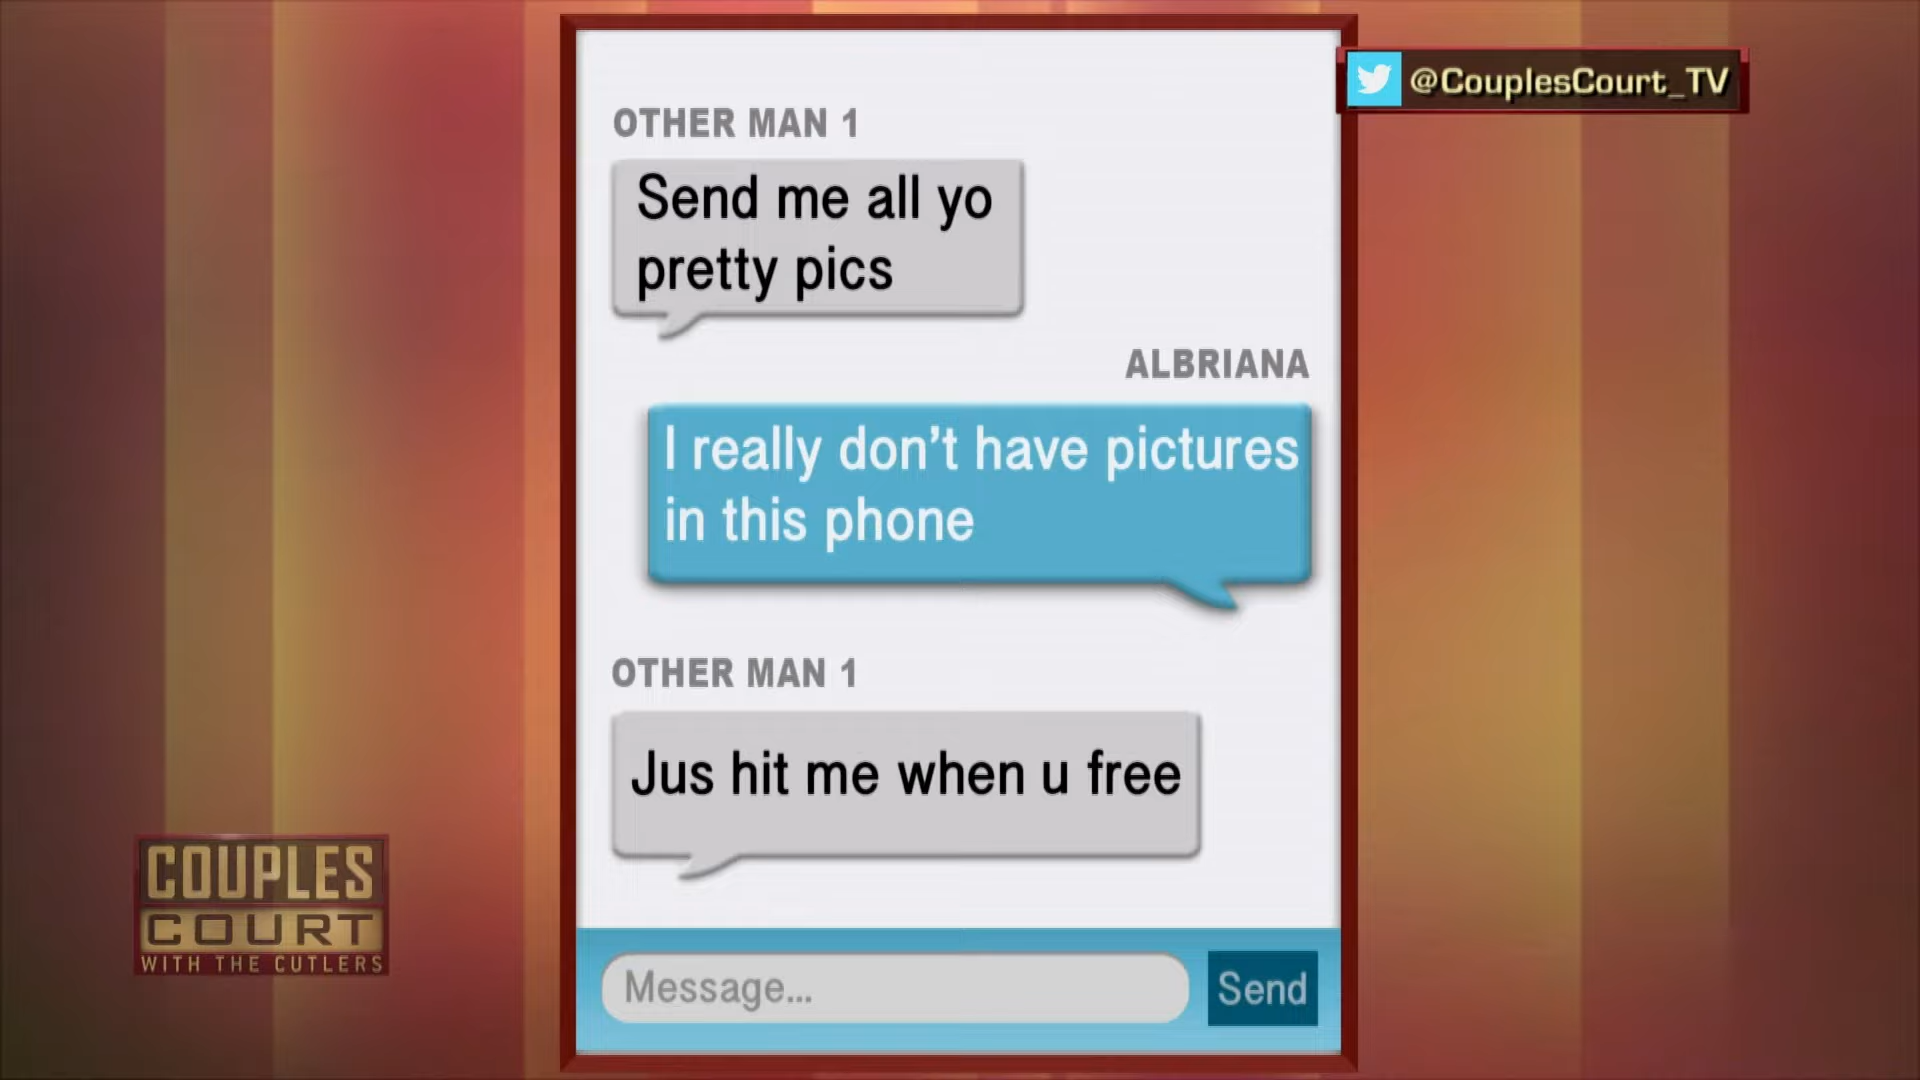 @CouplesCourt_TV
OTHER MAN 1
Send me all yo
pretty pics
ALBRIANA
I really don’t have pictures
in this phone
OTHER MAN 1
Jus hit me when u free
COUPLES
COURT
WITH THE CUTLERS
Message...
Send